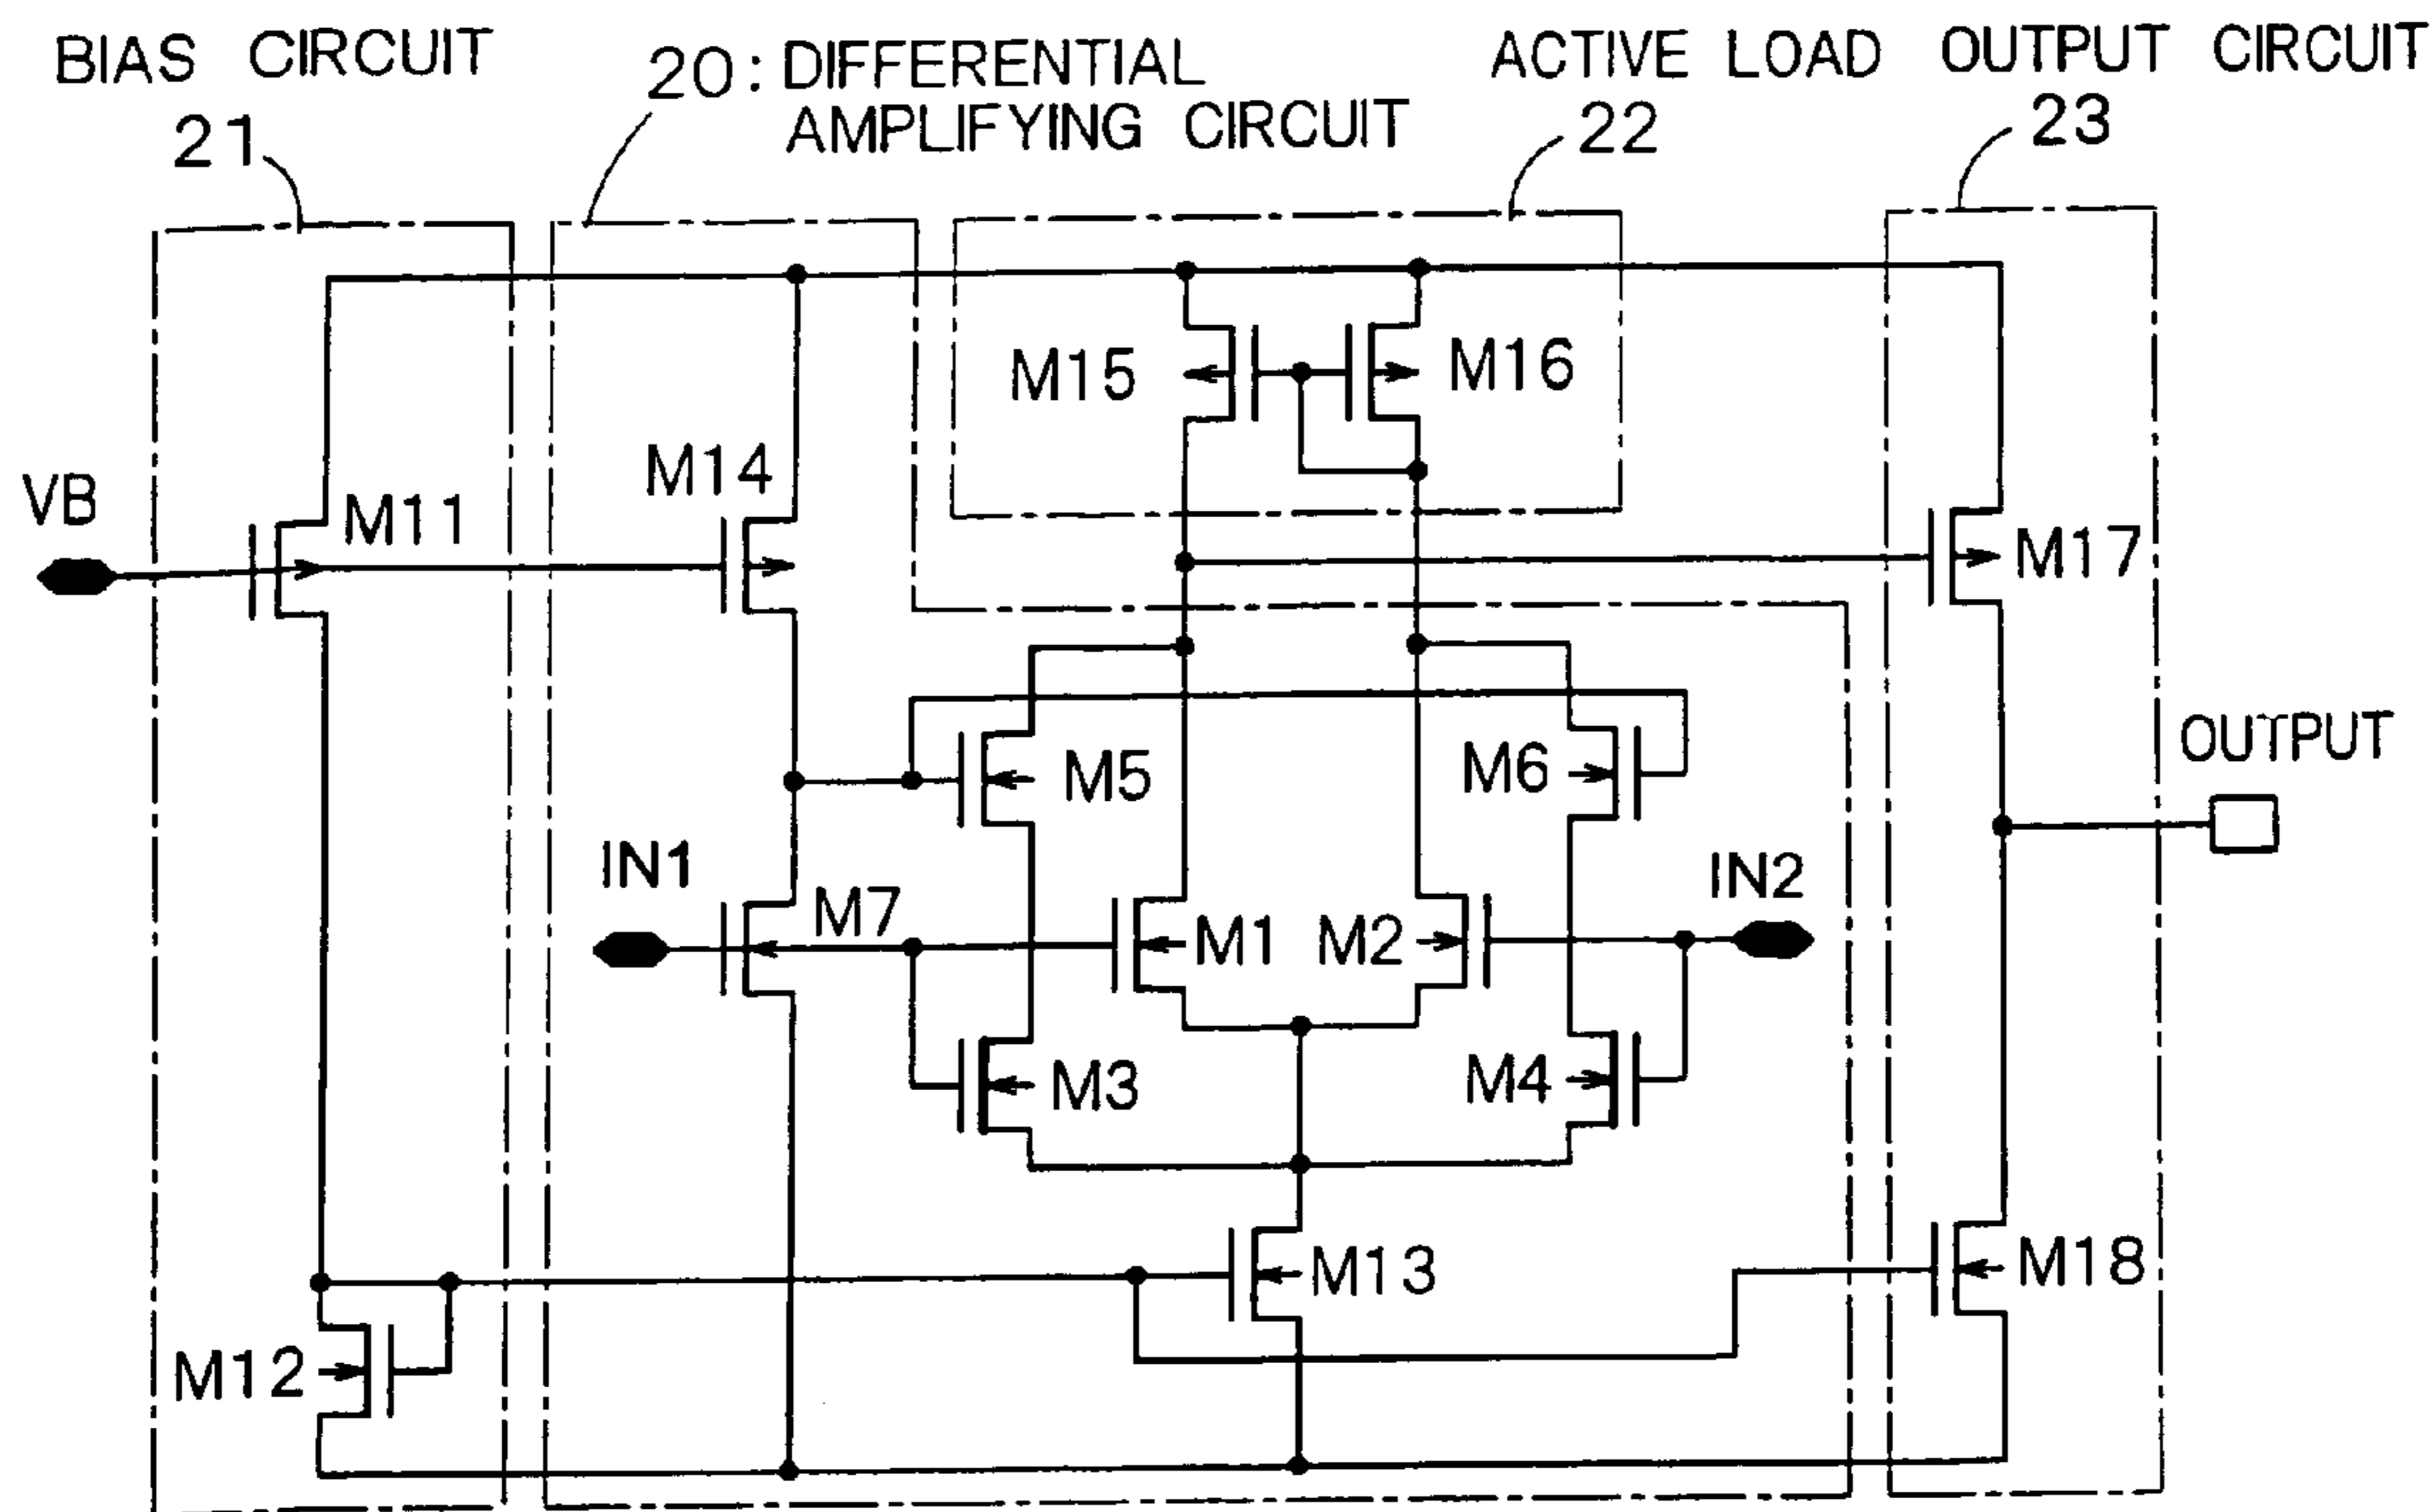 BIAS CIRCUIT
21
20: DIFFERENTIAL
AMPLIFYING CIRCUIT
ACTIVE LOAD
22
OUTPUT CIRCUIT
23
M15
M16
M14
VB
M11
M17
M5
M6
OUTPUT
IN1
M7
M1
M2
IN2
M3
M4
M13
M18
M12